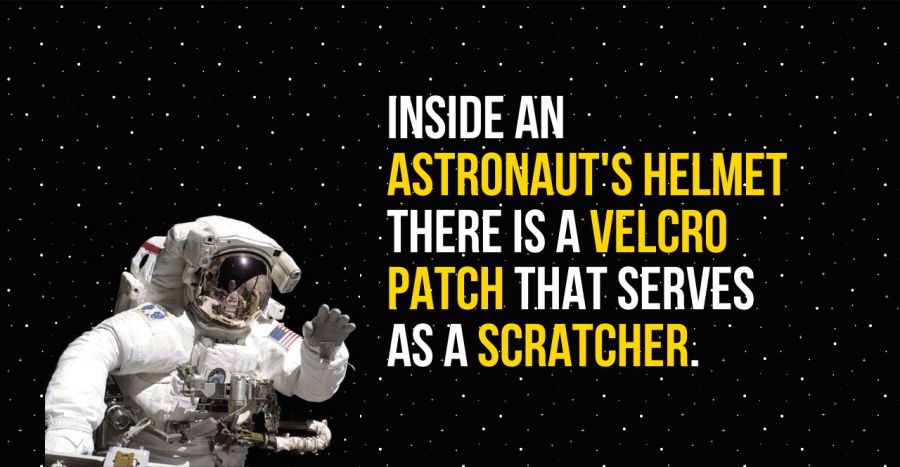 INSIDE AN
ASTRONAUT'S HELMET
THERE IS A VELCRO
PATCH THAT SERVES
AS A SCRATCHER.